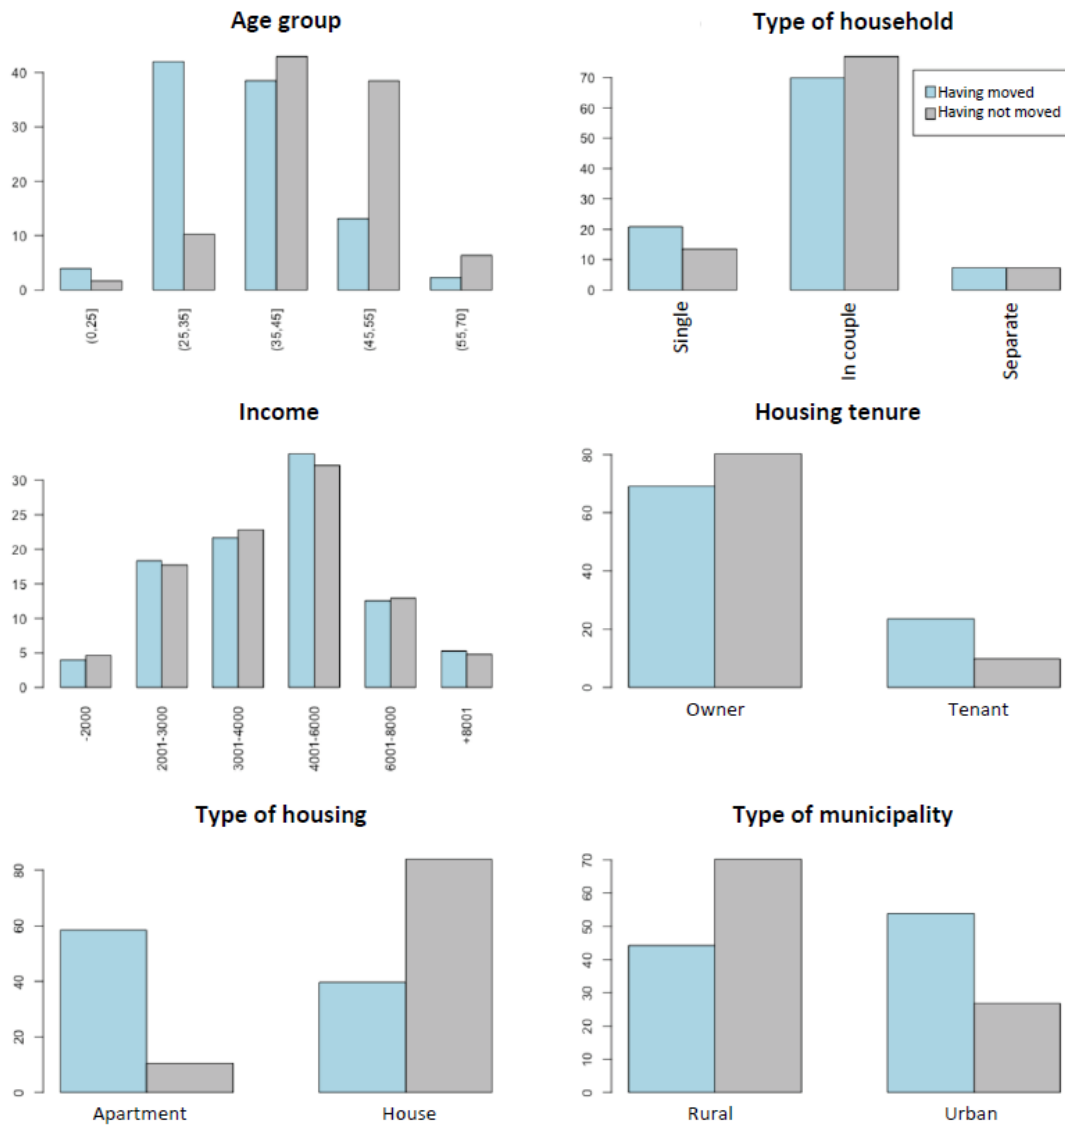 Age group
40
30
20
10
0
(0,25]
(25,35]
(35,45]
(45,55]
(55,70]
Type of household
70
60
50
40
30
20
10
0
Single
In couple
Separate
Having moved
Having not moved
Income
30
25
20
15
10
5
0
-2000
2001-3000
3001-4000
4001-6000
6001-8000
+8001
Housing tenure
80
60
40
20
0
Owner
Tenant
Type of housing
80
60
40
20
0
Apartment
House
Type of municipality
70
60
50
40
30
20
10
0
Rural
Urban